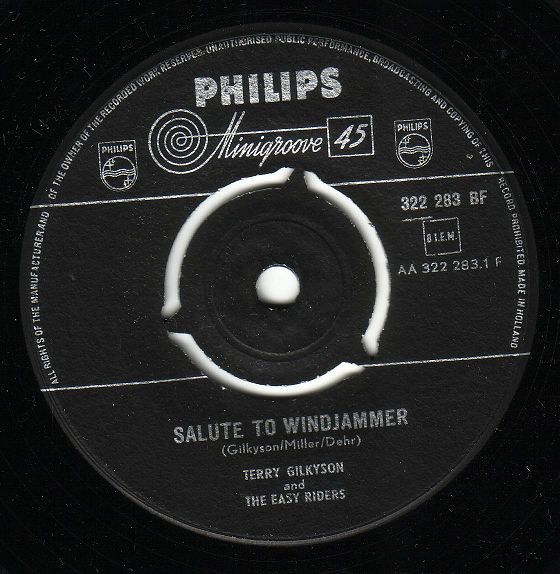 ALL RIGHTS OF THE MANUFACTURER AND OF THE OWNER OF THE RECORDED WORK RESERVED. UNAUTHORISED PUBLIC PERFORMANCE, BROADCASTING AND COPYING OF THIS RECORD PROHIBITED. MADE IN HOLLAND
PHILIPS
Minigroove 45
PHILIPS
PHILIPS
322 283 BF
B I.E.M.
AA 322 283.1 F
SALUTE TO WINDJAMMER
(Gilkyson/Miller/Dehr)
TERRY GILKYSON
and
THE EASY RIDERS